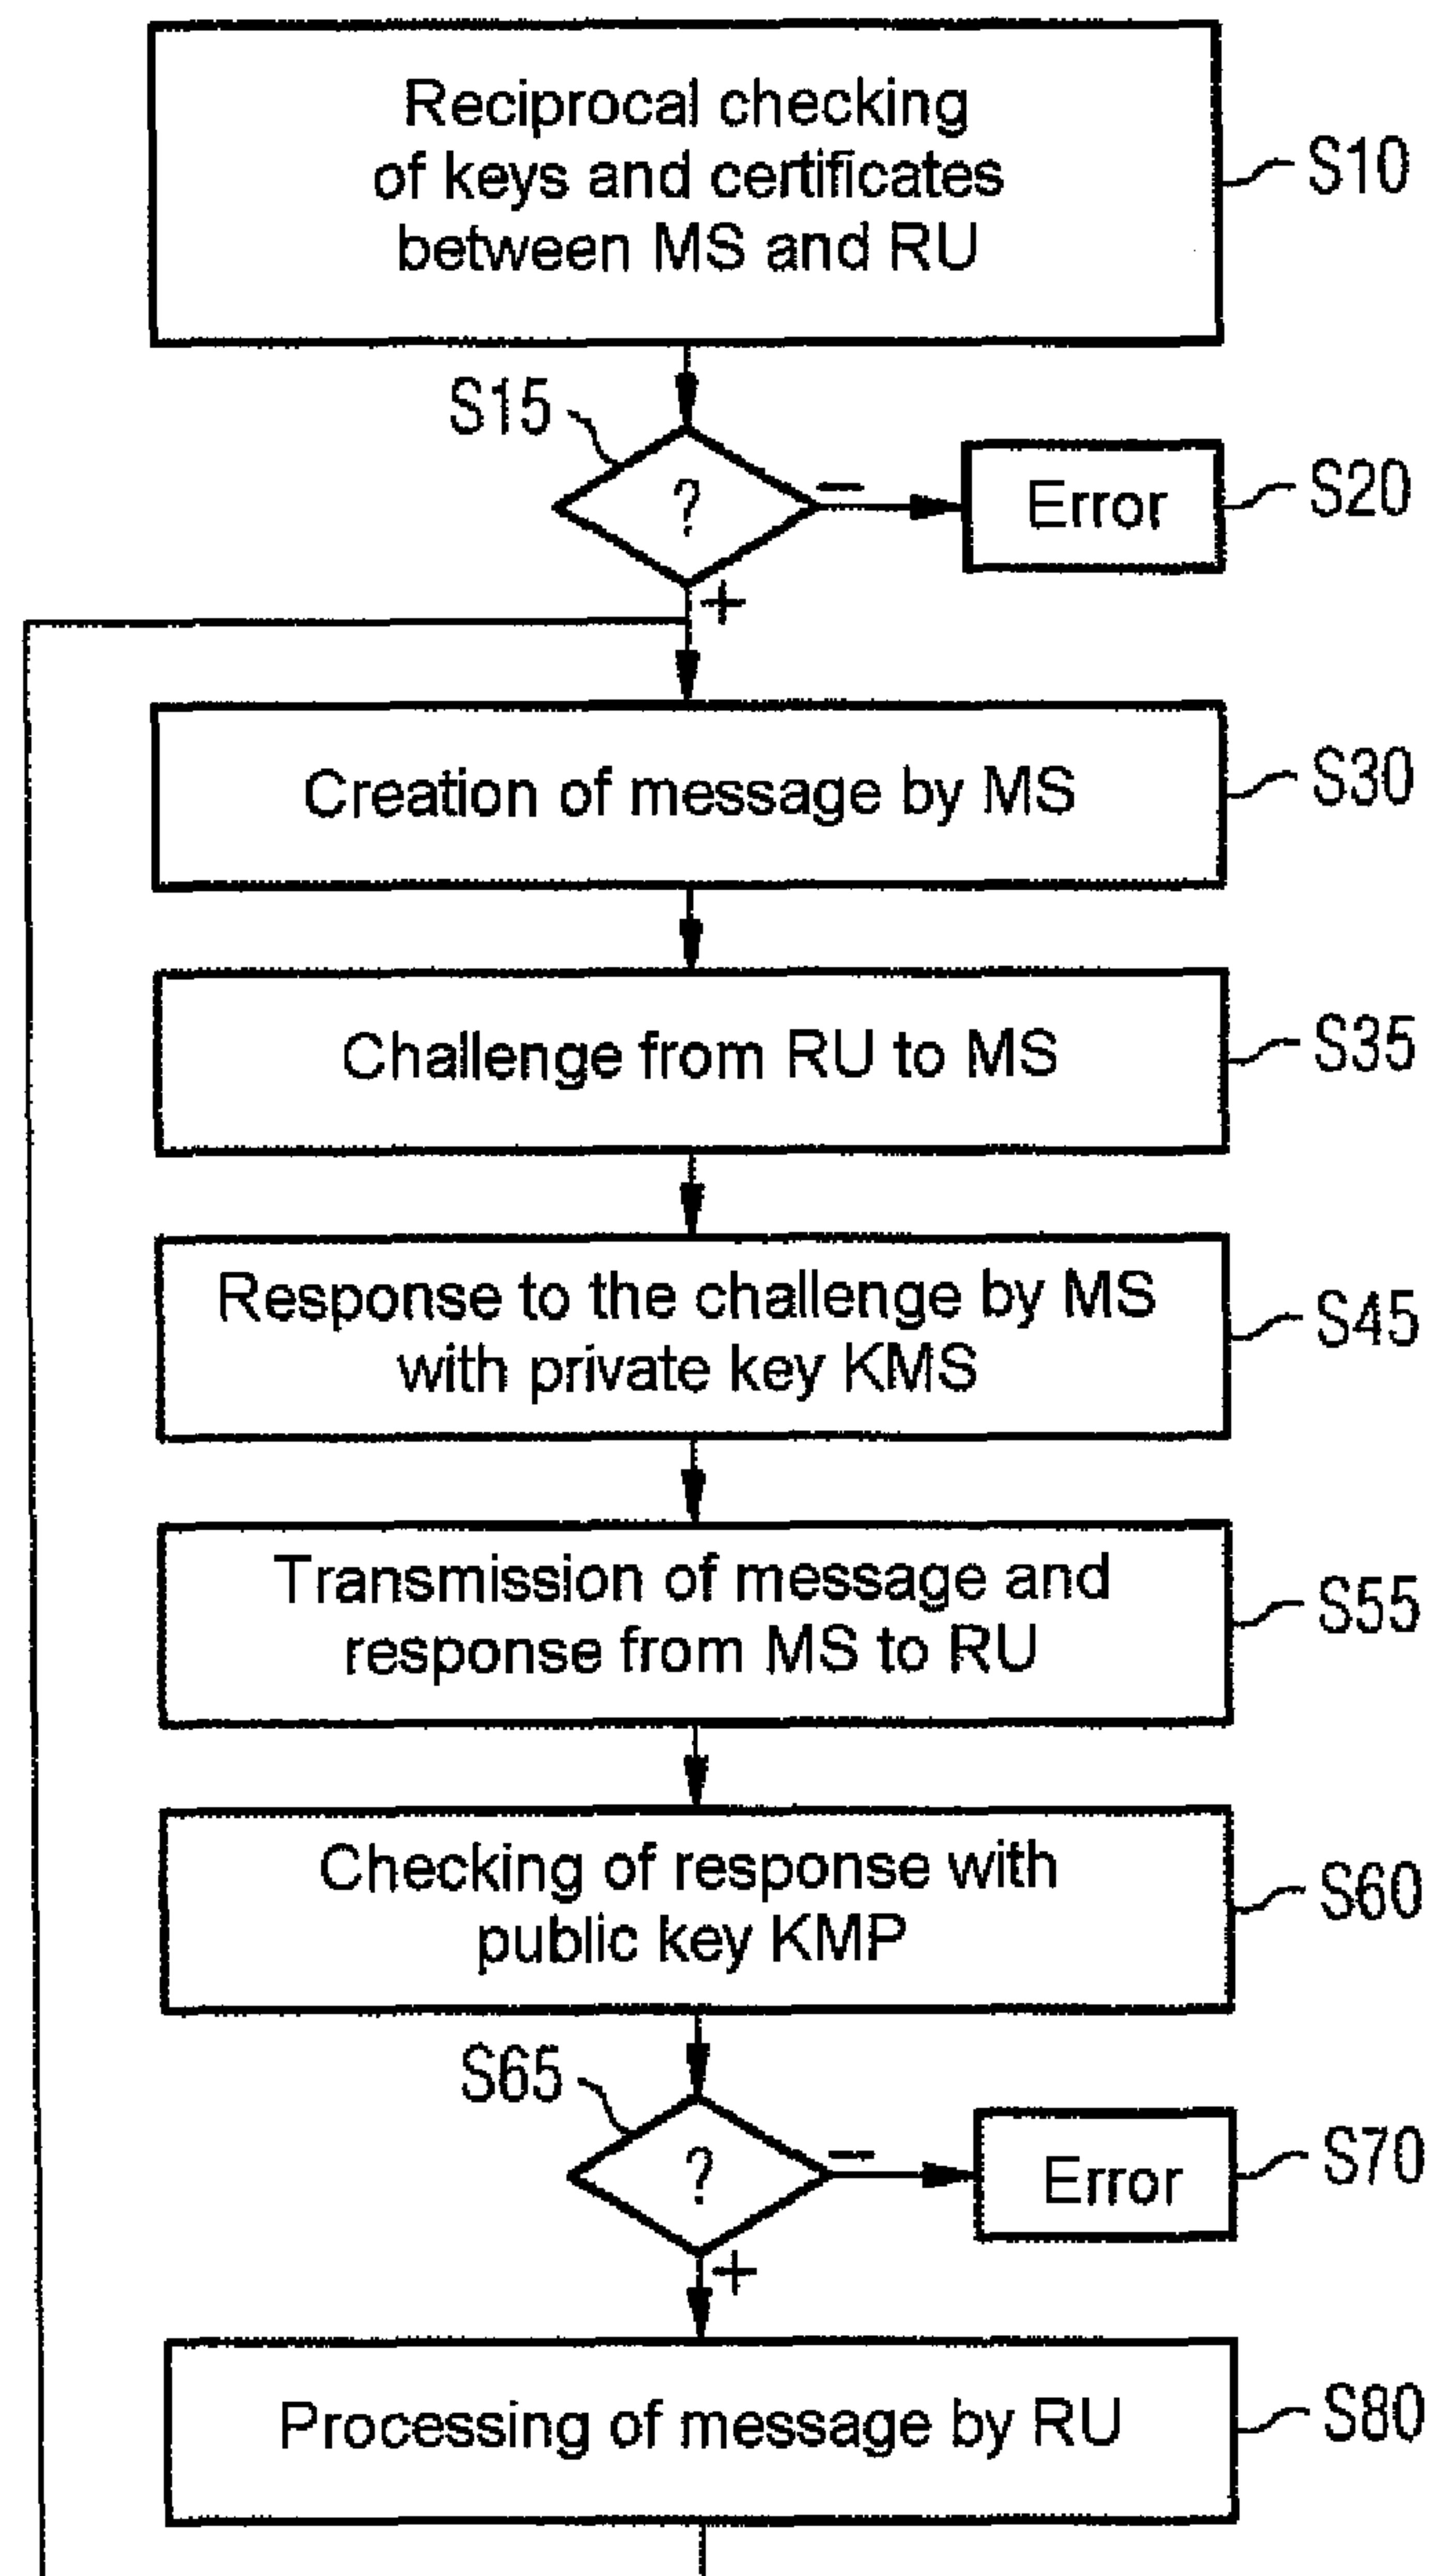 Reciprocal checking
of keys and certificates
between MS and RU
S10
S15
?
−
Error
S20
+
Creation of message by MS
S30
Challenge from RU to MS
S35
Response to the challenge by MS
with private key KMS
S45
Transmission of message and
response from MS to RU
S55
Checking of response with
public key KMP
S60
S65
?
−
Error
S70
+
Processing of message by RU
S80